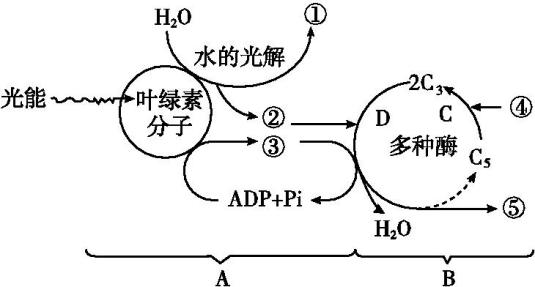 H₂O
①
水的光解
光能
叶绿素
分子
②
③
ADP+Pi
2C₃
D
C
④
多种酶
C₅
⑤
H₂O
A
B